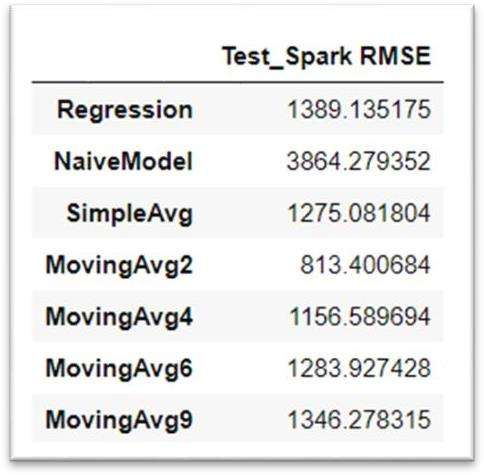 Test_Spark RMSE
Regression 1389.135175
NaiveModel 3864.279352
SimpleAvg 1275.081804
MovingAvg2 813.400684
MovingAvg4 1156.589694
MovingAvg6 1283.927428
MovingAvg9 1346.278315